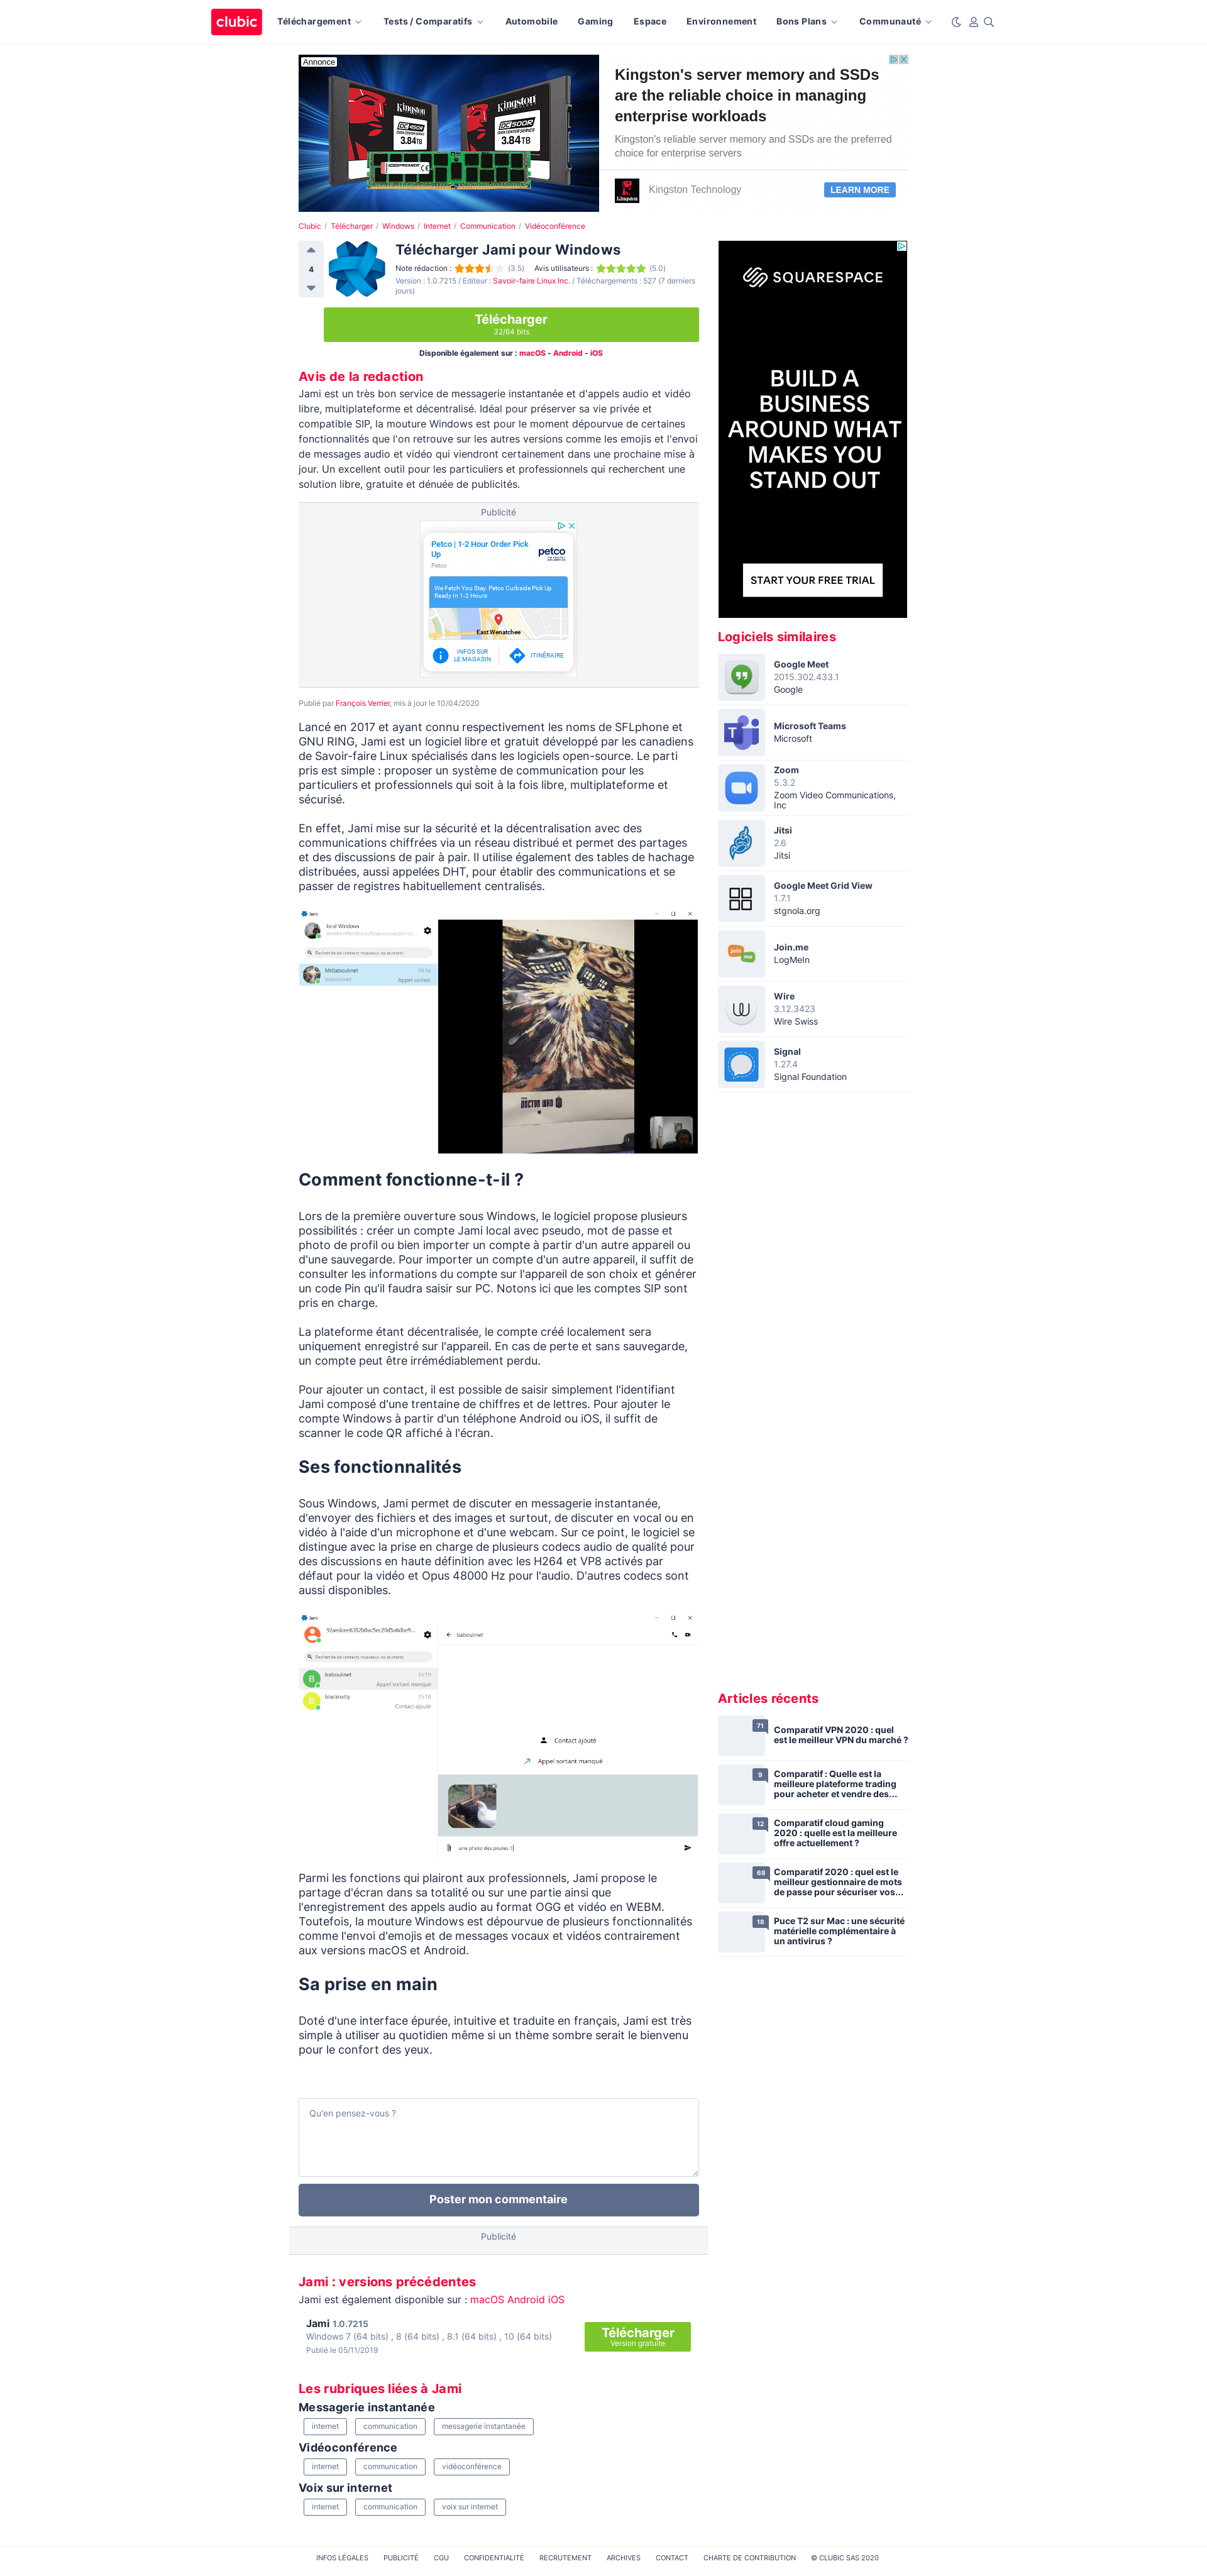 clubic
Téléchargement
Tests / Comparatifs
Automobile
Gaming
Espace
Environnement
Bons Plans
Communauté
Annonce
Kingston's server memory and SSDs
are the reliable choice in managing
enterprise workloads
Kingston's reliable server memory and SSDs are the preferred
choice for enterprise servers
Kingston Technology
LEARN MORE
Clubic / Télécharger / Windows / Internet / Communication / Vidéoconférence
4
Télécharger Jami pour Windows
Note rédaction : (3.5) Avis utilisateurs : (5.0)
Version : 1.0.7215 / Editeur : Savoir-faire Linux Inc. / Téléchargements : 527 (7 derniers
jours)
Télécharger
32/64 bits
Disponible également sur : macOS - Android - iOS
Avis de la redaction
Jami est un très bon service de messagerie instantanée et d'appels audio et vidéo
libre, multiplateforme et décentralisé. Idéal pour préserver sa vie privée et
compatible SIP, la mouture Windows est pour le moment dépourvue de certaines
fonctionnalités que l'on retrouve sur les autres versions comme les emojis et l'envoi
de messages audio et vidéo qui viendront certainement dans une prochaine mise à
jour. Un excellent outil pour les particuliers et professionnels qui recherchent une
solution libre, gratuite et dénuée de publicités.
Publicité
Petco | 1-2 Hour Order Pick
Up
Petco
petco
We Fetch You Stay. Petco Curbside Pick Up
Ready In 1-2 Hours
East Wenatchee
INFOS SUR
LE MAGASIN
ITINÉRAIRE
Publié par François Verrier, mis à jour le 10/04/2020
Lancé en 2017 et ayant connu respectivement les noms de SFLphone et
GNU RING, Jami est un logiciel libre et gratuit développé par les canadiens
de Savoir-faire Linux spécialisés dans les logiciels open-source. Le parti
pris est simple : proposer un système de communication pour les
particuliers et professionnels qui soit à la fois libre, multiplateforme et
sécurisé.
En effet, Jami mise sur la sécurité et la décentralisation avec des
communications chiffrées via un réseau distribué et permet des partages
et des discussions de pair à pair. Il utilise également des tables de hachage
distribuées, aussi appelées DHT, pour établir des communications et se
passer de registres habituellement centralisés.
Jami
local Windows
Recherche de contacts nouveaux ou existants
Mrlilaboulinet
baboulinet
Appel sortant
DOCTOR WHO
Comment fonctionne-t-il ?
Lors de la première ouverture sous Windows, le logiciel propose plusieurs
possibilités : créer un compte Jami local avec pseudo, mot de passe et
photo de profil ou bien importer un compte à partir d'un autre appareil ou
d'une sauvegarde. Pour importer un compte d'un autre appareil, il suffit de
consulter les informations du compte sur l'appareil de son choix et générer
un code Pin qu'il faudra saisir sur PC. Notons ici que les comptes SIP sont
pris en charge.
La plateforme étant décentralisée, le compte créé localement sera
uniquement enregistré sur l'appareil. En cas de perte et sans sauvegarde,
un compte peut être irrémédiablement perdu.
Pour ajouter un contact, il est possible de saisir simplement l'identifiant
Jami composé d'une trentaine de chiffres et de lettres. Pour ajouter le
compte Windows à partir d'un téléphone Android ou iOS, il suffit de
scanner le code QR affiché à l'écran.
Ses fonctionnalités
Sous Windows, Jami permet de discuter en messagerie instantanée,
d'envoyer des fichiers et des images et surtout, de discuter en vocal ou en
vidéo à l'aide d'un microphone et d'une webcam. Sur ce point, le logiciel se
distingue avec la prise en charge de plusieurs codecs audio de qualité pour
des discussions en haute définition avec les H264 et VP8 activés par
défaut pour la vidéo et Opus 48000 Hz pour l'audio. D'autres codecs sont
aussi disponibles.
Jami
Recherche de contacts nouveaux ou existants
B baboulinet 15:19
Appel sortant manqué
B blacknally 15:18
Contact ajouté
baboulinet
Contact ajouté
Appel sortant manqué
une photo des poules !|
Parmi les fonctions qui plairont aux professionnels, Jami propose le
partage d'écran dans sa totalité ou sur une partie ainsi que
l'enregistrement des appels audio au format OGG et vidéo en WEBM.
Toutefois, la mouture Windows est dépourvue de plusieurs fonctionnalités
comme l'envoi d'emojis et de messages vocaux et vidéos contrairement
aux versions macOS et Android.
Sa prise en main
Doté d'une interface épurée, intuitive et traduite en français, Jami est très
simple à utiliser au quotidien même si un thème sombre serait le bienvenu
pour le confort des yeux.
Qu'en pensez-vous ?
Poster mon commentaire
Publicité
Jami : versions précédentes
Jami est également disponible sur : macOS Android iOS
Jami 1.0.7215
Windows 7 (64 bits) , 8 (64 bits) , 8.1 (64 bits) , 10 (64 bits)
Publié le 05/11/2019
Télécharger
Version gratuite
Les rubriques liées à Jami
Messagerie instantanée
internet communication messagerie instantanée
Vidéoconférence
internet communication vidéoconférence
Voix sur internet
internet communication voix sur internet
SQUARESPACE
BUILD A
BUSINESS
AROUND WHAT
MAKES YOU
STAND OUT
START YOUR FREE TRIAL
Logiciels similaires
Google Meet
2015.302.433.1
Google
Microsoft Teams
Microsoft
Zoom
5.3.2
Zoom Video Communications,
Inc
Jitsi
2.6
Jitsi
Google Meet Grid View
1.7.1
stgnola.org
join me
Join.me
LogMeIn
Wire
3.12.3423
Wire Swiss
Signal
1.27.4
Signal Foundation
Articles récents
71
Comparatif VPN 2020 : quel
est le meilleur VPN du marché ?
9
Comparatif : Quelle est la
meilleure plateforme trading
pour acheter et vendre des...
12
Comparatif cloud gaming
2020 : quelle est la meilleure
offre actuellement ?
68
Comparatif 2020 : quel est le
meilleur gestionnaire de mots
de passe pour sécuriser vos...
18
Puce T2 sur Mac : une sécurité
matérielle complémentaire à
un antivirus ?
INFOS LÉGALES PUBLICITÉ CGU CONFIDENTIALITÉ RECRUTEMENT ARCHIVES CONTACT CHARTE DE CONTRIBUTION © CLUBIC SAS 2020